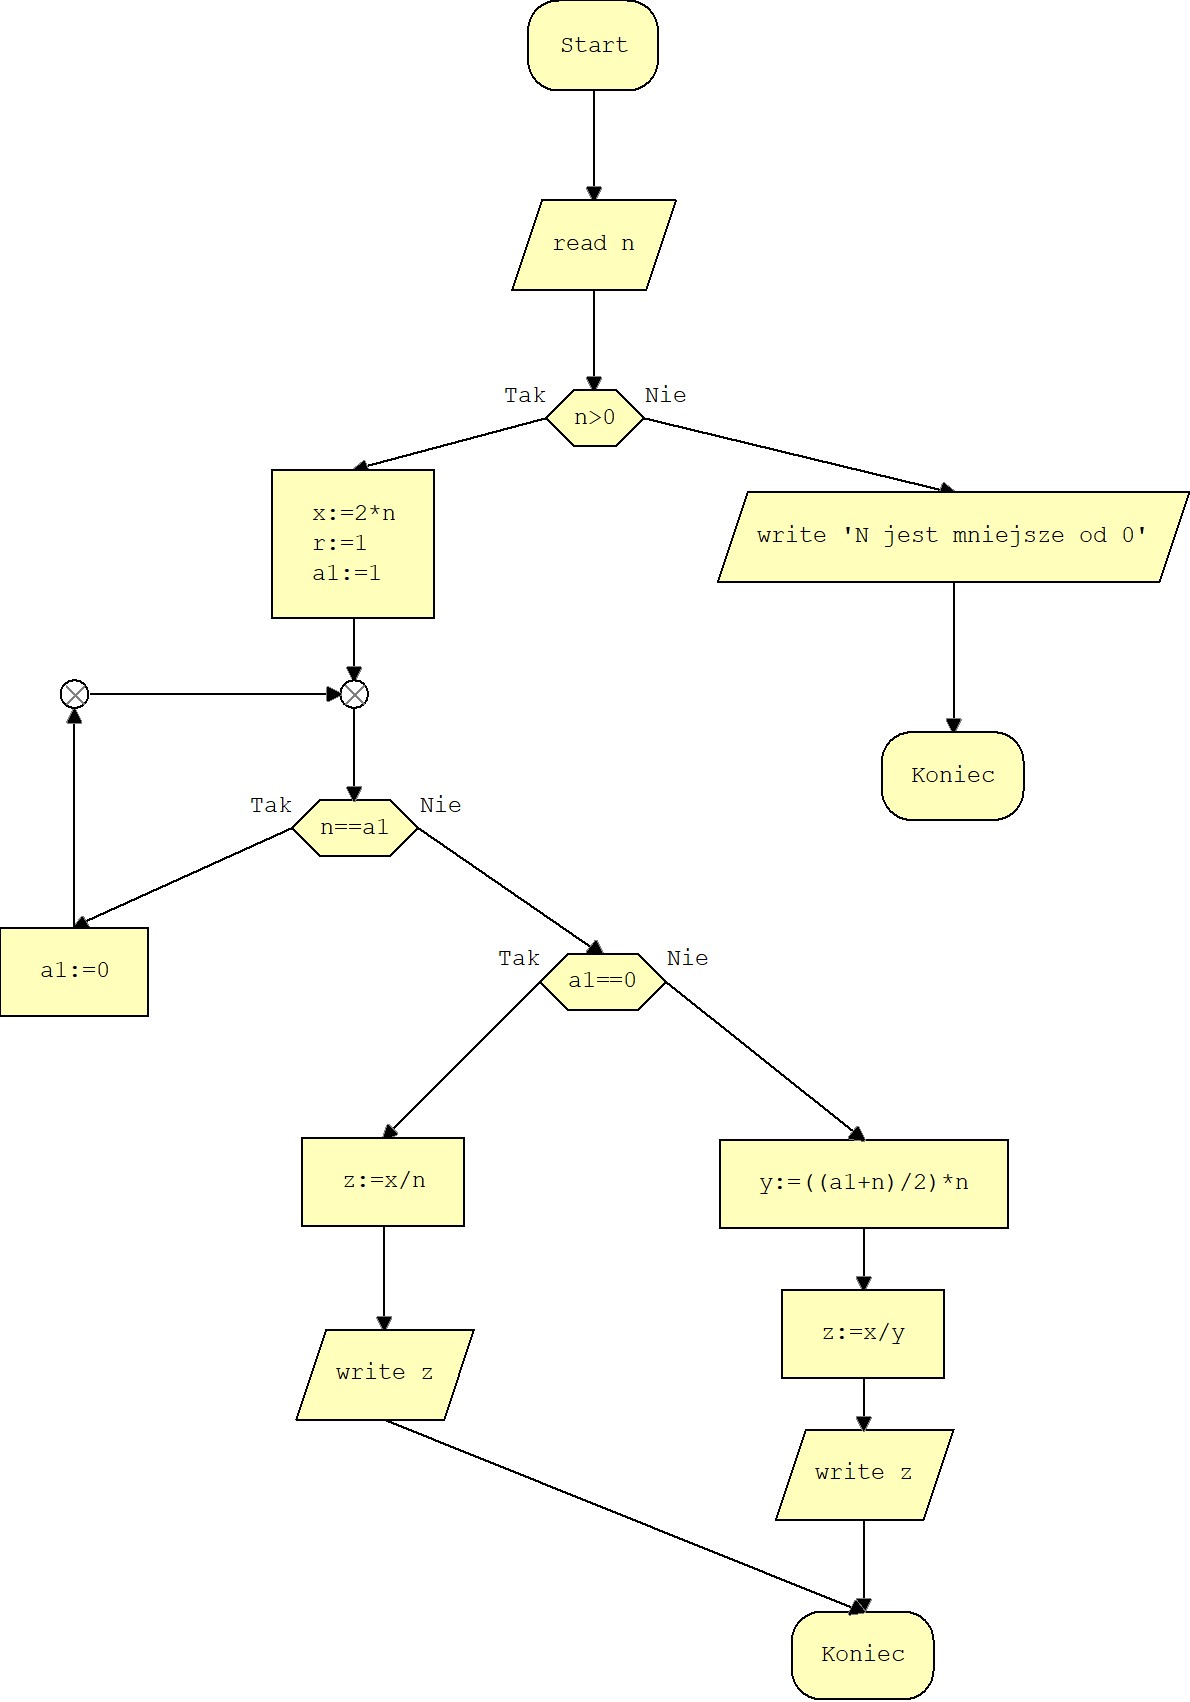 Start
read n
Tak
Nie
n>0
x:=2*n
r:=1
a1:=1
write 'N jest mniejsze od 0'
Koniec
Tak
Nie
n==a1
a1:=0
Tak
Nie
a1==0
z:=x/n
y:=((a1+n)/2)*n
z:=x/y
write z
write z
Koniec